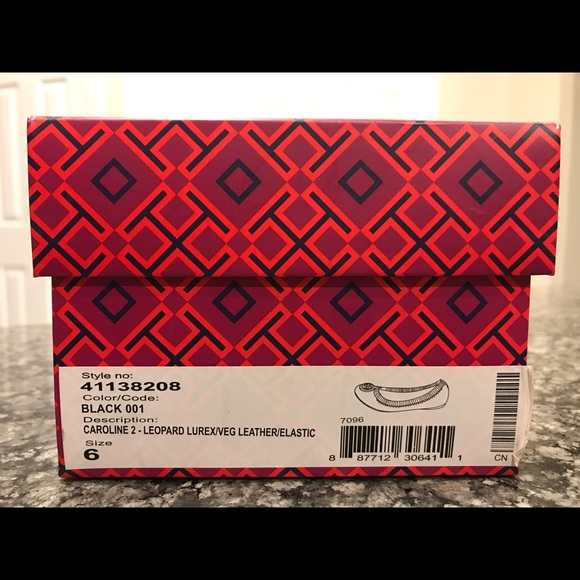 Style no:
41138208
Color/Code:
BLACK 001
Description:
CAROLINE 2 - LEOPARD LUREX/VEG LEATHER/ELASTIC
Size
6
7096
8 87712 30641 1
CN